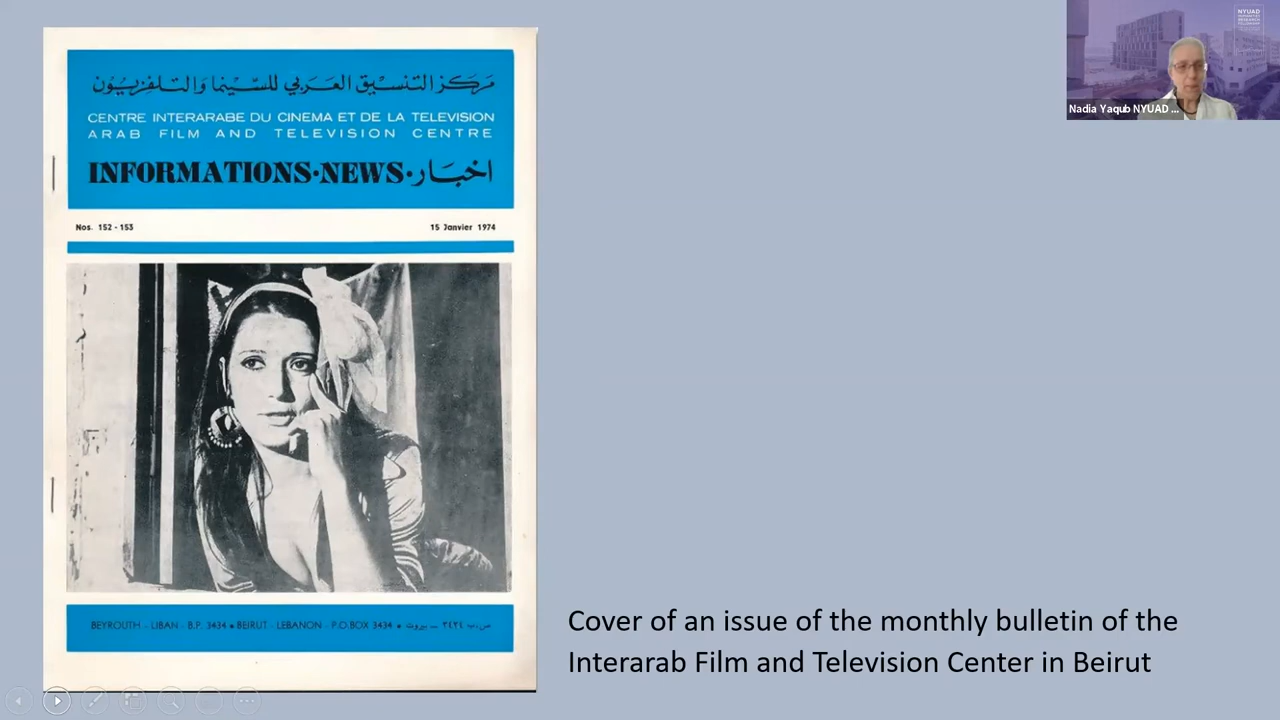 مركز التنسيق العربي للسينما والتلفزيون
CENTRE INTERARABE DU CINEMA ET DE LA TELEVISION
ARAB FILM AND TELEVISION CENTRE
INFORMATIONS·NEWS·اخبار
Nos. 152 - 153
15 Janvier 1974
BEYROUTH - LIBAN - B.P. 3434 • BEIRUT - LEBANON - P.O.BOX 3434 • ص.ب ٣٤٣٤ – بيروت
Cover of an issue of the monthly bulletin of the
Interarab Film and Television Center in Beirut
NYUAD
Nadia Yaqub NYUAD ...